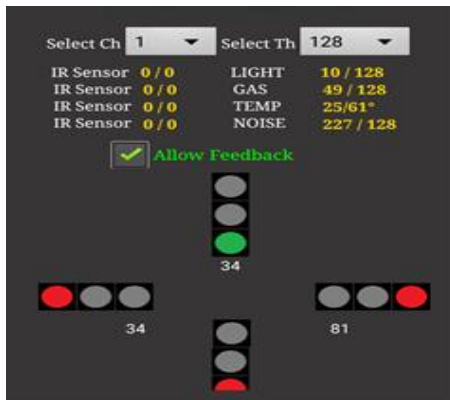 Select Ch 1 Select Th 128
IR Sensor 0 / 0 LIGHT 10 / 128
IR Sensor 0 / 0 GAS 49 / 128
IR Sensor 0 / 0 TEMP 25/61°
IR Sensor 0 / 0 NOISE 227 / 128
Allow Feedback
34
34 81